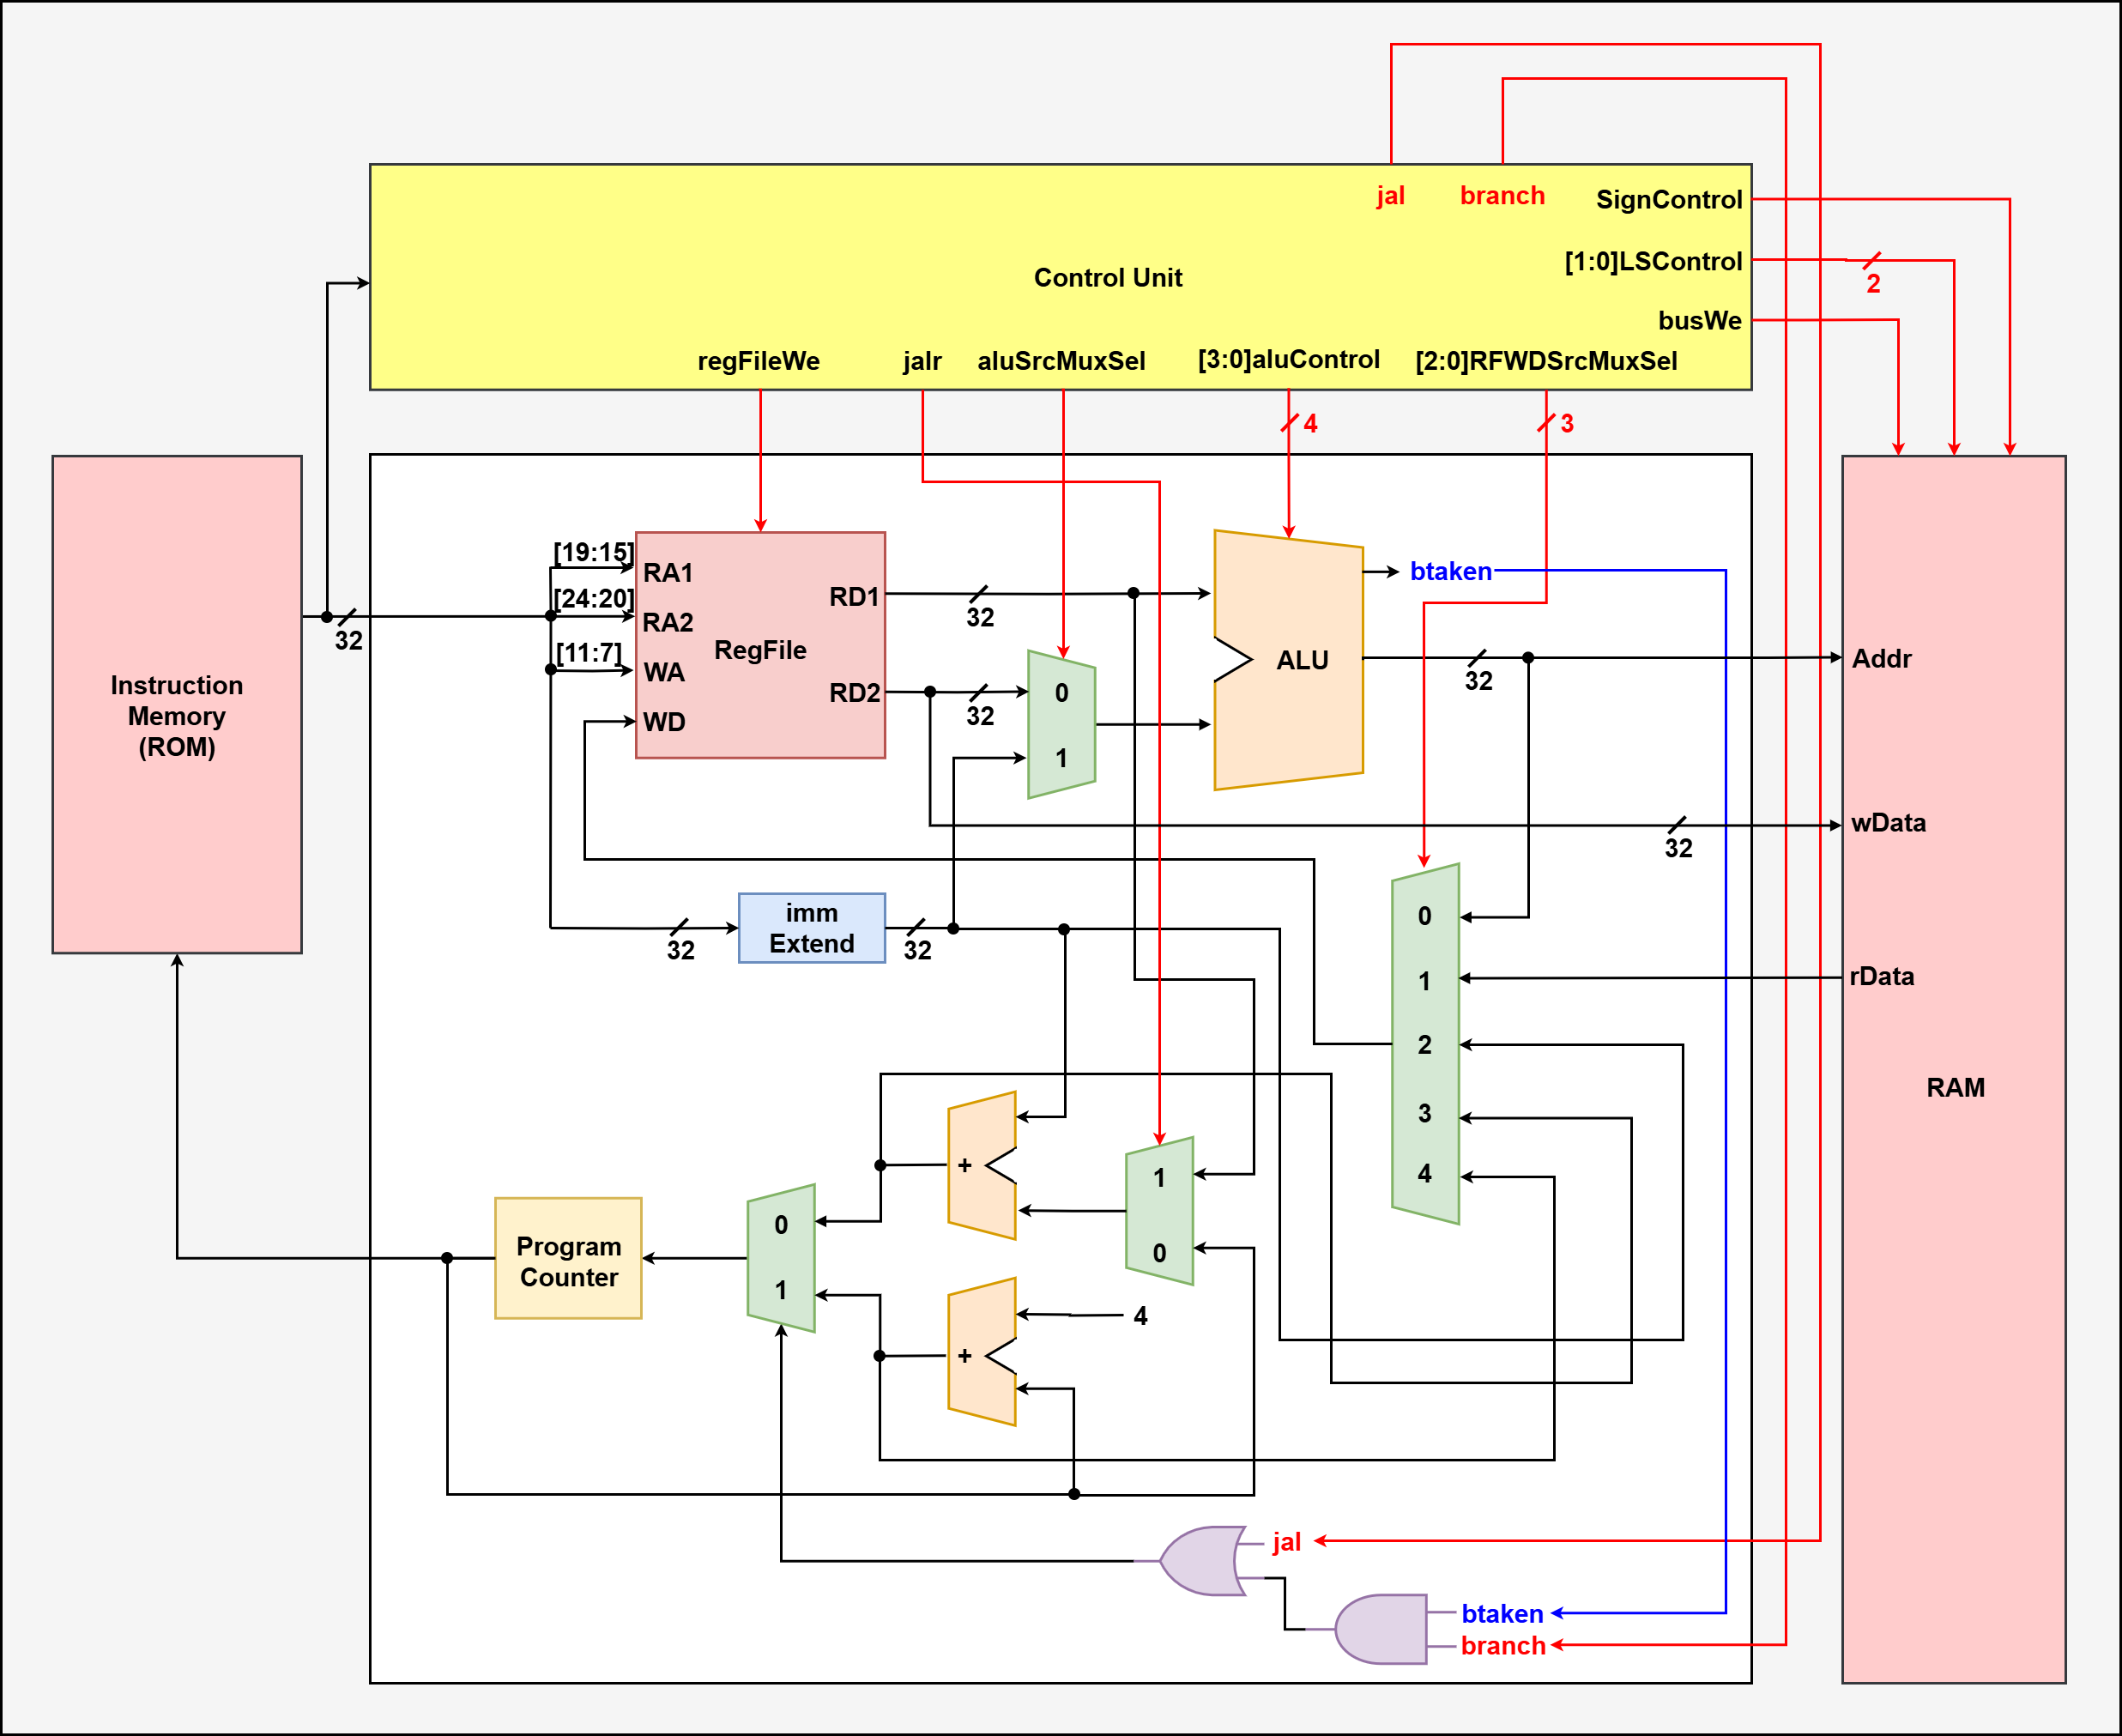 jal
branch
SignControl
[1:0]LSControl
2
Control Unit
busWe
regFileWe
jalr
aluSrcMuxSel
[3:0]aluControl
[2:0]RFWDSrcMuxSel
4
3
Instruction
Memory
(ROM)
32
[19:15]
RA1
[24:20]
RA2
[11:7]
WA
WD
RegFile
RD1
32
RD2
32
0
1
ALU
btaken
32
Addr
wData
32
rData
RAM
32
imm
Extend
32
0
1
2
3
4
+
1
0
Program
Counter
0
1
+
4
jal
btaken
branch